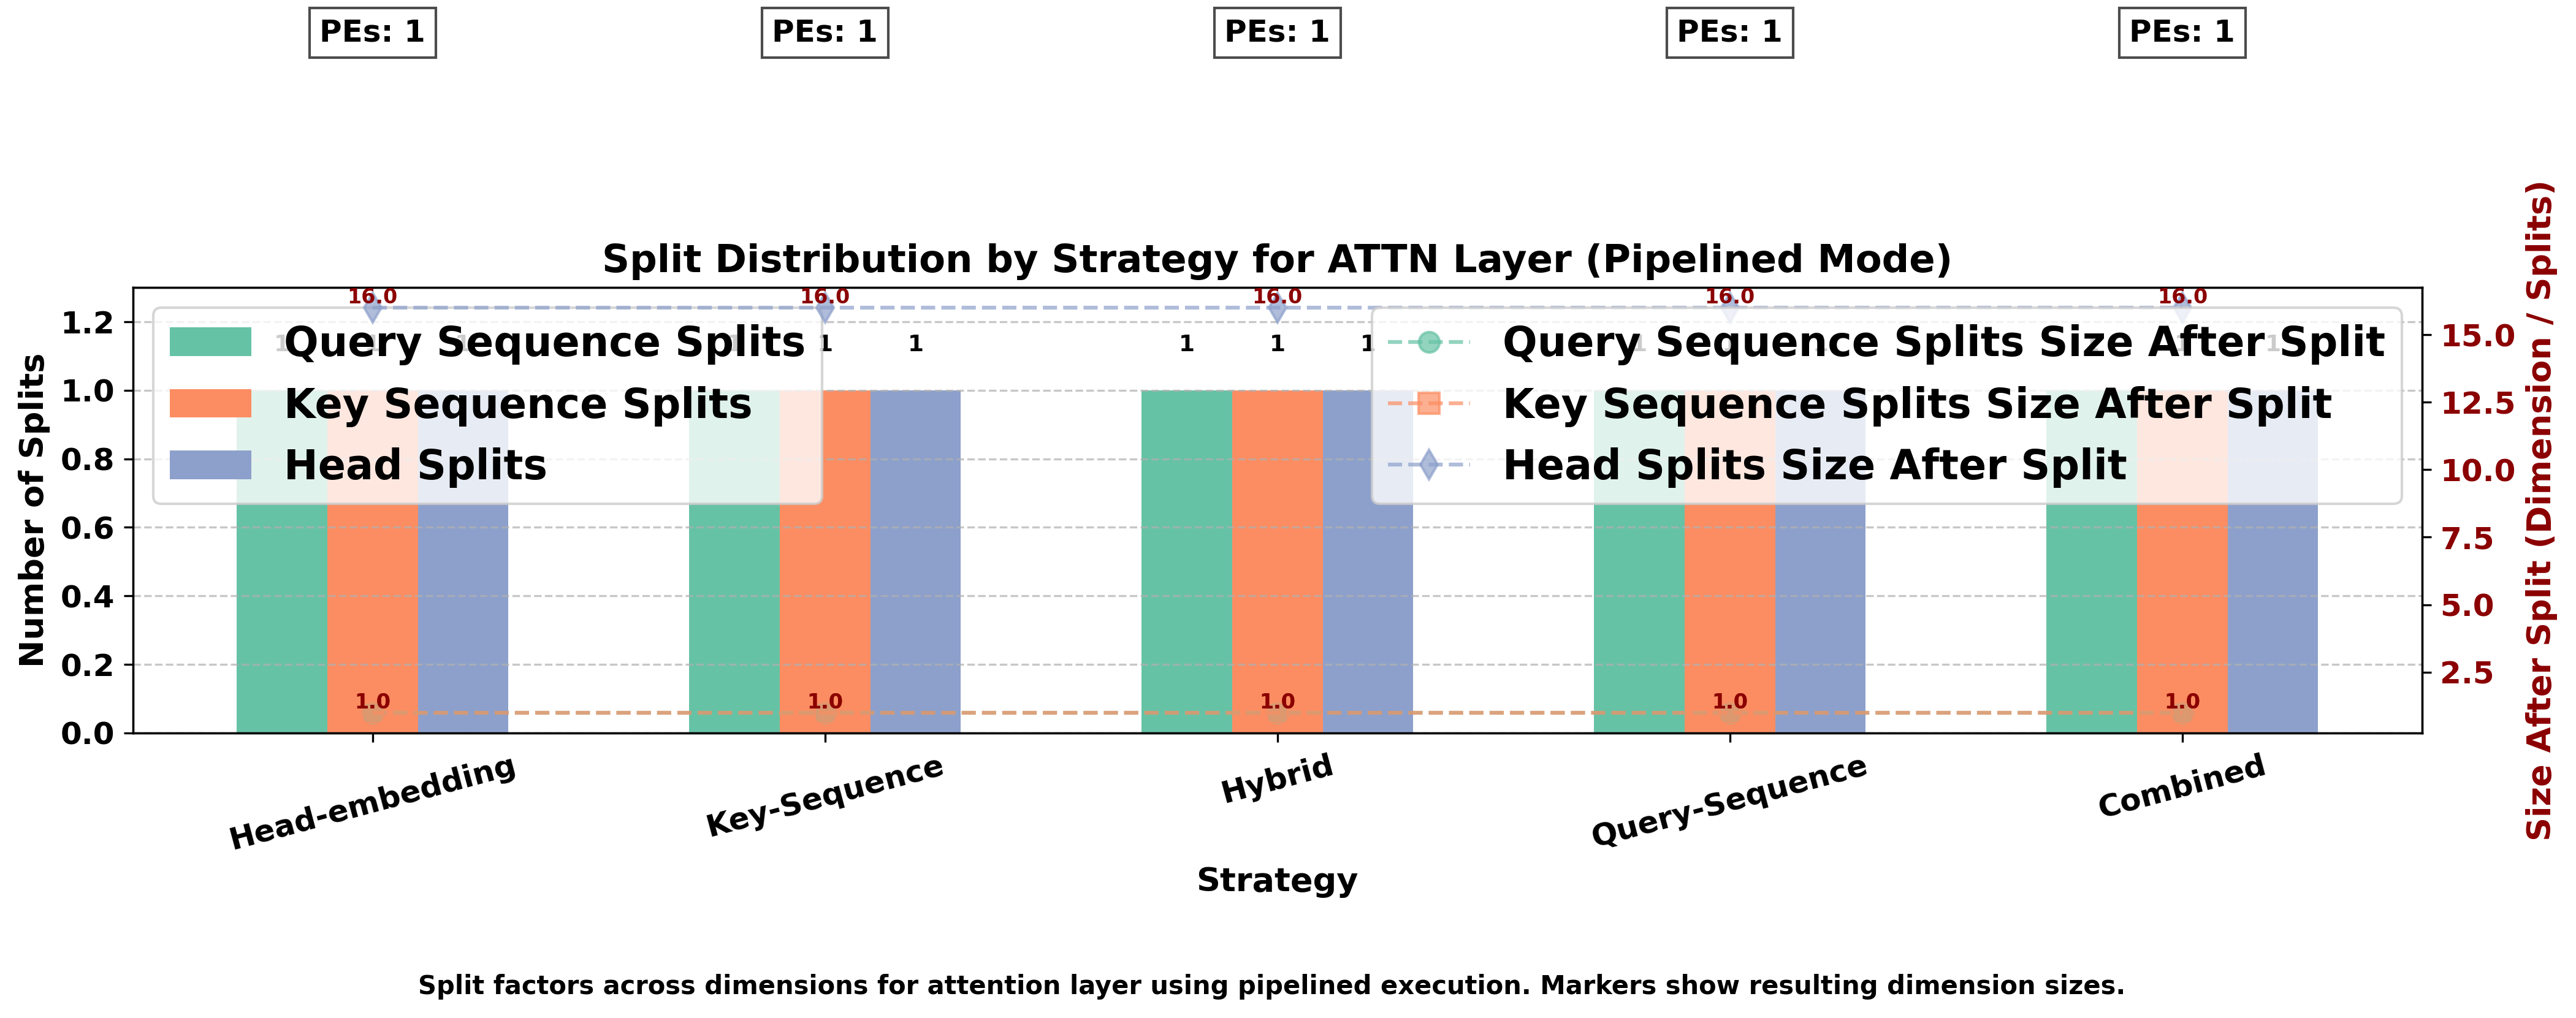 PEs: 1 PEs: 1 PEs: 1 PEs: 1 PEs: 1
Split Distribution by Strategy for ATTN Layer (Pipelined Mode)
16.0 16.0 16.0 16.0 16.0
1 1 1 1 1 1 1 1 1 1 1
Query Sequence Splits
Key Sequence Splits
Head Splits
Query Sequence Splits Size After Split
Key Sequence Splits Size After Split
Head Splits Size After Split
1.0 1.0 1.0 1.0 1.0
Number of Splits
1.2
1.0
0.8
0.6
0.4
0.2
0.0
Size After Split (Dimension / Splits)
15.0
12.5
10.0
7.5
5.0
2.5
Head-embedding
Key-Sequence
Hybrid
Query-Sequence
Combined
Strategy
Split factors across dimensions for attention layer using pipelined execution. Markers show resulting dimension sizes.